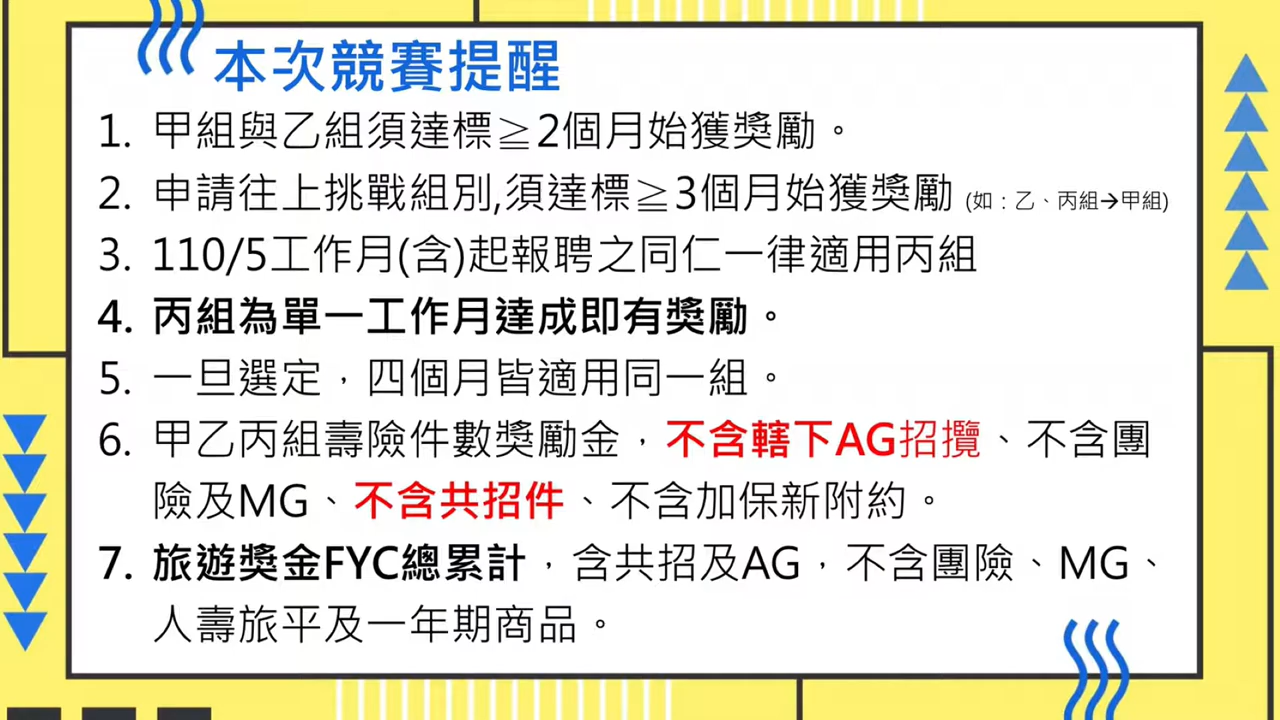 本次競賽提醒
1. 甲組與乙組須達標≧2個月始獲獎勵。
2. 申請往上挑戰組別,須達標≧3個月始獲獎勵 (如：乙、丙組→甲組)
3. 110/5工作月(含)起報聘之同仁一律適用丙組
4. 丙組為單一工作月達成即有獎勵。
5. 一旦選定，四個月皆適用同一組。
6. 甲乙丙組壽險件數獎勵金，不含轄下AG招攬、不含團
險及MG、不含共招件、不含加保新附約。
7. 旅遊獎金FYC總累計，含共招及AG，不含團險、MG、
人壽旅平及一年期商品。